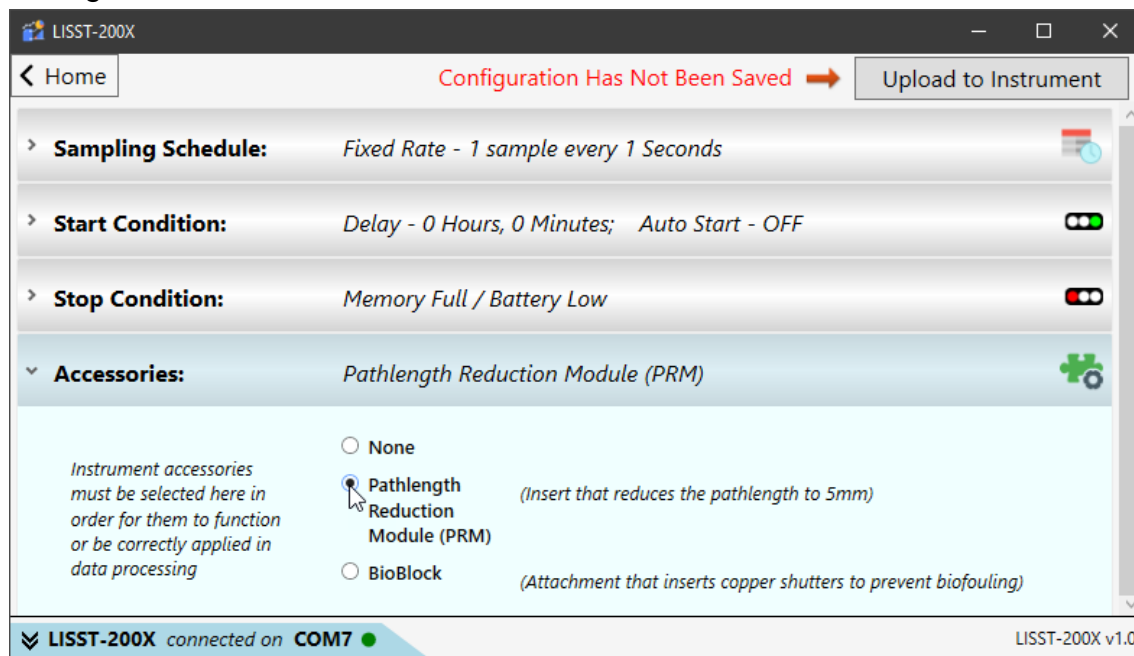 LISST-200X
Home
Configuration Has Not Been Saved
Upload to Instrument
Sampling Schedule: Fixed Rate - 1 sample every 1 Seconds
Start Condition: Delay - 0 Hours, 0 Minutes; Auto Start - OFF
Stop Condition: Memory Full / Battery Low
Accessories: Pathlength Reduction Module (PRM)
Instrument accessories
must be selected here in
order for them to function
or be correctly applied in
data processing
None
Pathlength
Reduction
Module (PRM)
(Insert that reduces the pathlength to 5mm)
BioBlock
(Attachment that inserts copper shutters to prevent biofouling)
LISST-200X connected on COM7
LISST-200X v1.0